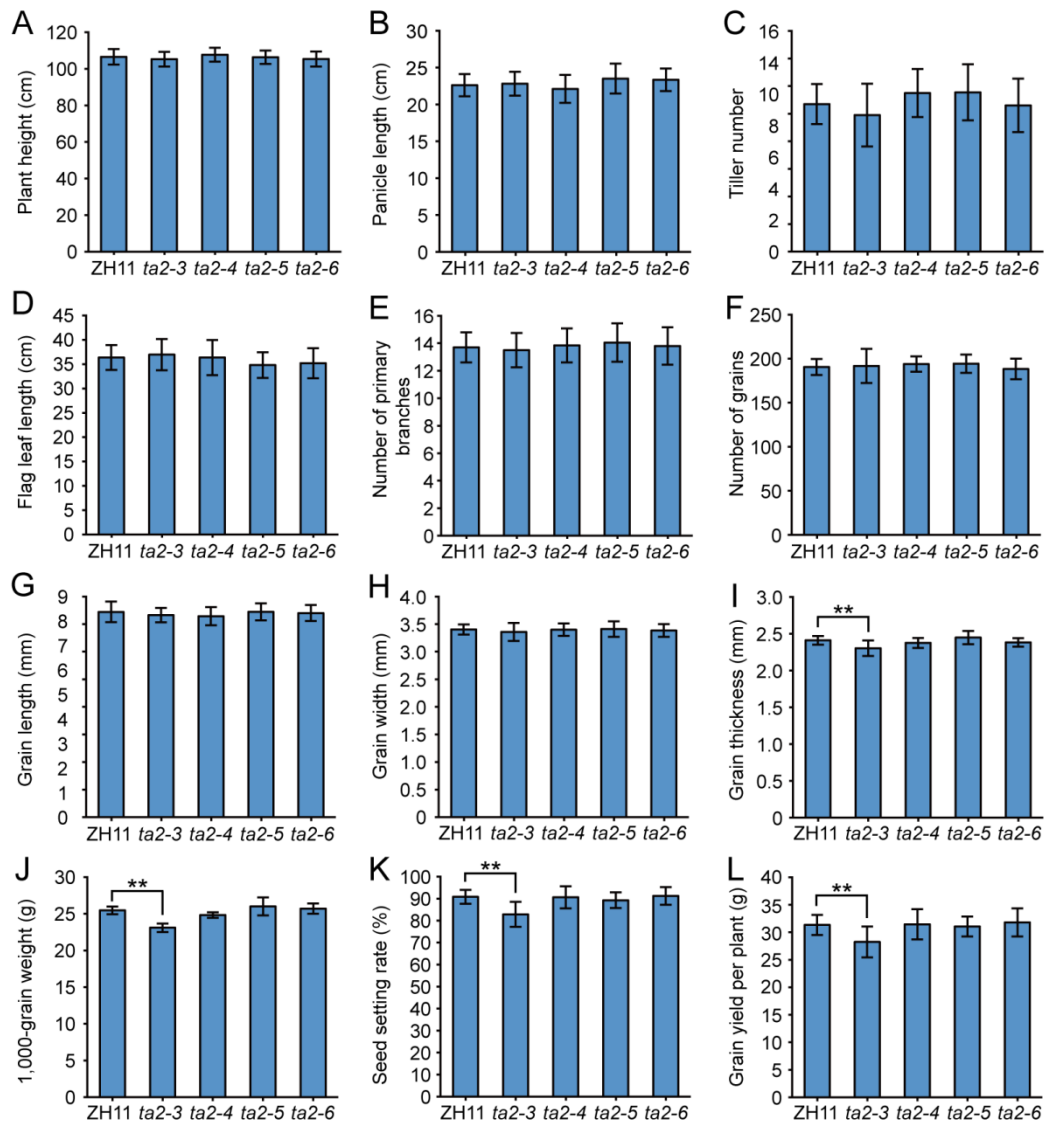 A
Plant height (cm)
120
100
80
60
40
20
0
ZH11 ta2-3 ta2-4 ta2-5 ta2-6
B
Panicle length (cm)
30
25
20
15
10
5
0
ZH11 ta2-3 ta2-4 ta2-5 ta2-6
C
Tiller number
16
14
12
10
8
6
4
2
0
ZH11 ta2-3 ta2-4 ta2-5 ta2-6
D
Flag leaf length (cm)
45
40
35
30
25
20
15
10
5
0
ZH11 ta2-3 ta2-4 ta2-5 ta2-6
E
Number of primary
branches
16
14
12
10
8
6
4
2
0
ZH11 ta2-3 ta2-4 ta2-5 ta2-6
F
Number of grains
250
200
150
100
50
0
ZH11 ta2-3 ta2-4 ta2-5 ta2-6
G
Grain length (mm)
9
8
7
6
5
4
3
2
1
0
ZH11 ta2-3 ta2-4 ta2-5 ta2-6
H
Grain width (mm)
4.0
3.5
3.0
2.5
2.0
1.5
1.0
0.5
0
ZH11 ta2-3 ta2-4 ta2-5 ta2-6
I
Grain thickness (mm)
3.0
2.5
2.0
1.5
1.0
0.5
0
**
ZH11 ta2-3 ta2-4 ta2-5 ta2-6
J
1,000-grain weight (g)
30
25
20
15
10
5
0
**
ZH11 ta2-3 ta2-4 ta2-5 ta2-6
K
Seed setting rate (%)
100
90
80
70
60
50
40
30
20
10
0
**
ZH11 ta2-3 ta2-4 ta2-5 ta2-6
L
Grain yield per plant (g)
40
35
30
25
20
15
10
5
0
**
ZH11 ta2-3 ta2-4 ta2-5 ta2-6